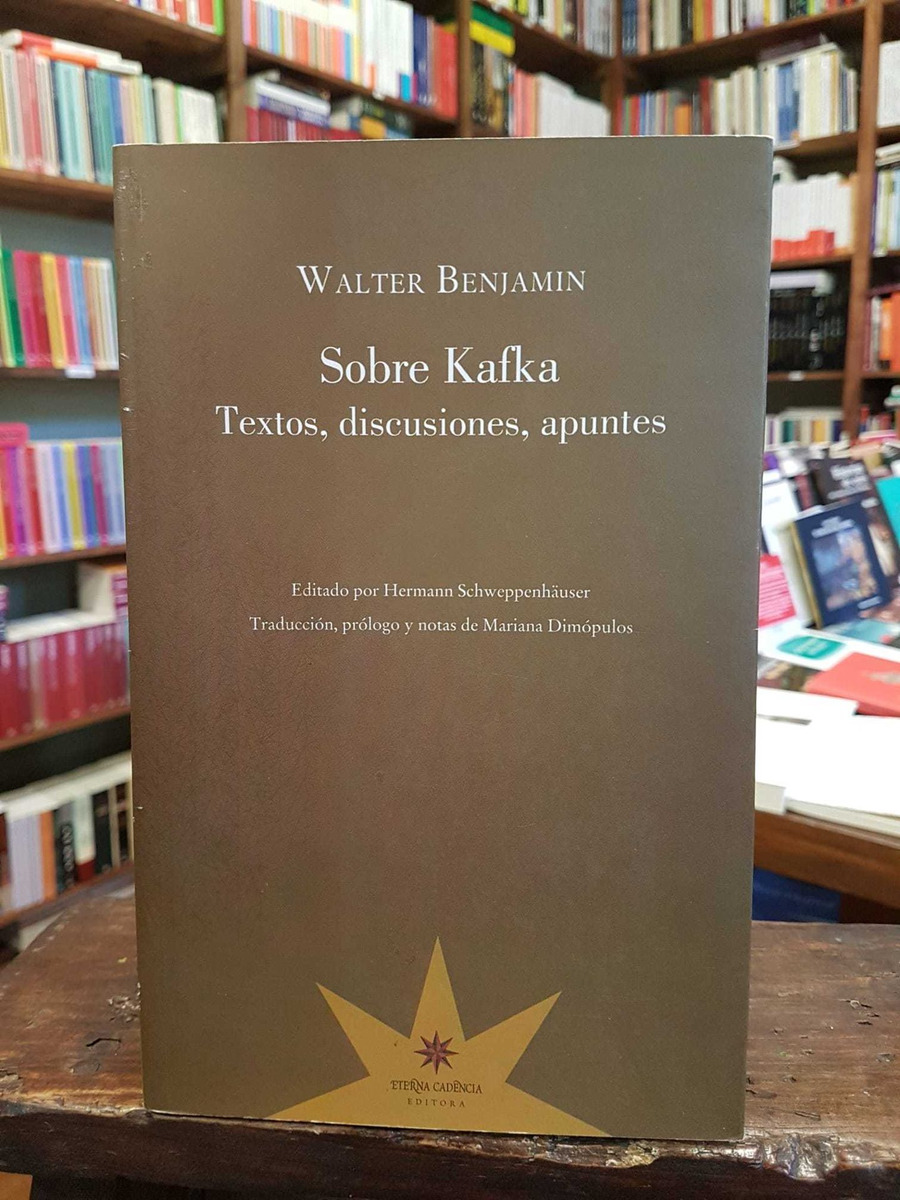 WALTER BENJAMIN
Sobre Kafka
Textos, discusiones, apuntes
Editado por Hermann Schweppenhäuser
Traducción, prólogo y notas de Mariana Dimópulos
ETERNA CADENCIA
EDITORA